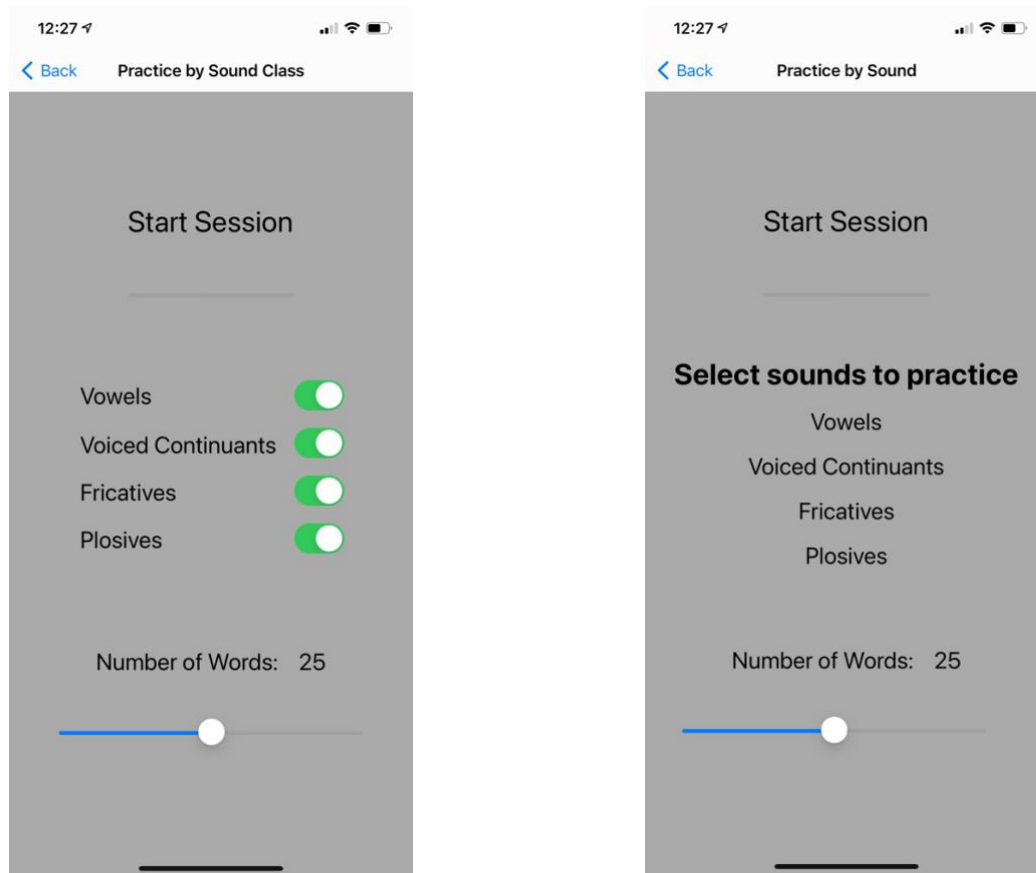 12:27
Back Practice by Sound Class
Start Session
Vowels
Voiced Continuants
Fricatives
Plosives
Number of Words: 25
12:27
Back Practice by Sound
Start Session
Select sounds to practice
Vowels
Voiced Continuants
Fricatives
Plosives
Number of Words: 25